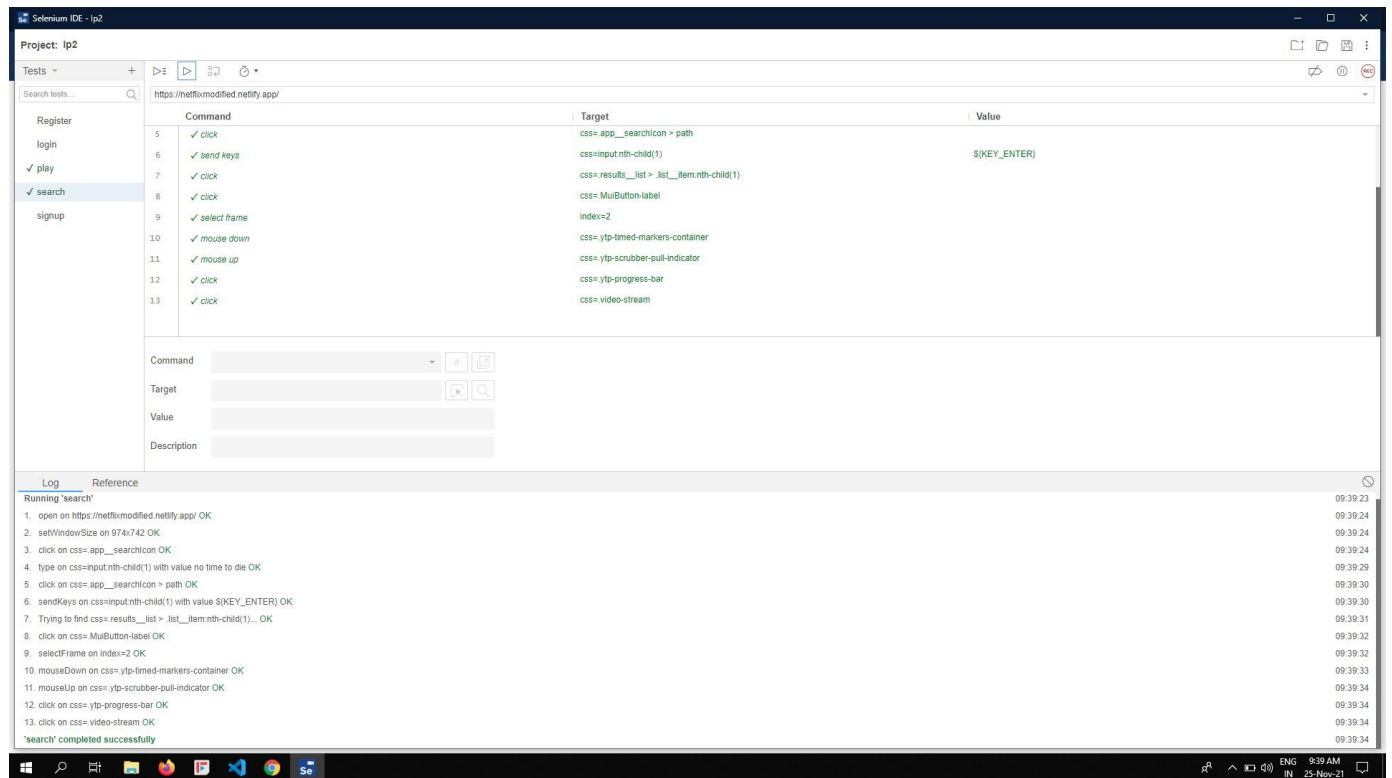 Selenium IDE - lp2
Project: lp2
Tests
Search tests...
https://netflixmodified.netlify.app/
REC
Register
login
✓ play
✓ search
signup
Command Target Value
5 ✓ click css=.app__searchIcon > path
6 ✓ send keys css=input:nth-child(1) ${KEY_ENTER}
7 ✓ click css=.results__list > .list__item:nth-child(1)
8 ✓ click css=.MuiButton-label
9 ✓ select frame index=2
10 ✓ mouse down css=.ytp-timed-markers-container
11 ✓ mouse up css=.ytp-scrubber-pull-indicator
12 ✓ click css=.ytp-progress-bar
13 ✓ click css=.video-stream
Command //
Target
Value
Description
Log Reference
Running 'search' 09:39:23
1. open on https://netflixmodified.netlify.app/ OK 09:39:24
2. setWindowSize on 974x742 OK 09:39:24
3. click on css=.app__searchIcon OK 09:39:24
4. type on css=input:nth-child(1) with value no time to die OK 09:39:29
5. click on css=.app__searchIcon > path OK 09:39:30
6. sendKeys on css=input:nth-child(1) with value ${KEY_ENTER} OK 09:39:30
7. Trying to find css=.results__list > .list__item:nth-child(1)... OK 09:39:31
8. click on css=.MuiButton-label OK 09:39:32
9. selectFrame on index=2 OK 09:39:32
10. mouseDown on css=.ytp-timed-markers-container OK 09:39:33
11. mouseUp on css=.ytp-scrubber-pull-indicator OK 09:39:34
12. click on css=.ytp-progress-bar OK 09:39:34
13. click on css=.video-stream OK 09:39:34
'search' completed successfully 09:39:34
Se
ENG 9:39 AM
IN 25-Nov-21